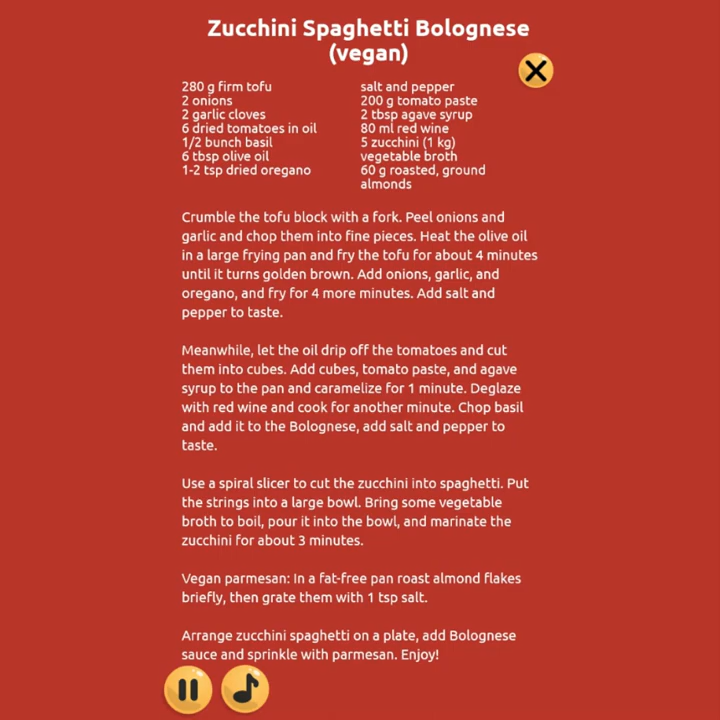 Zucchini Spaghetti Bolognese
(vegan)
280 g firm tofu
2 onions
2 garlic cloves
6 dried tomatoes in oil
1/2 bunch basil
6 tbsp olive oil
1-2 tsp dried oregano
salt and pepper
200 g tomato paste
2 tbsp agave syrup
80 ml red wine
5 zucchini (1 kg)
vegetable broth
60 g roasted, ground
almonds
Crumble the tofu block with a fork. Peel onions and
garlic and chop them into fine pieces. Heat the olive oil
in a large frying pan and fry the tofu for about 4 minutes
until it turns golden brown. Add onions, garlic, and
oregano, and fry for 4 more minutes. Add salt and
pepper to taste.
Meanwhile, let the oil drip off the tomatoes and cut
them into cubes. Add cubes, tomato paste, and agave
syrup to the pan and caramelize for 1 minute. Deglaze
with red wine and cook for another minute. Chop basil
and add it to the Bolognese, add salt and pepper to
taste.
Use a spiral slicer to cut the zucchini into spaghetti. Put
the strings into a large bowl. Bring some vegetable
broth to boil, pour it into the bowl, and marinate the
zucchini for about 3 minutes.
Vegan parmesan: In a fat-free pan roast almond flakes
briefly, then grate them with 1 tsp salt.
Arrange zucchini spaghetti on a plate, add Bolognese
sauce and sprinkle with parmesan. Enjoy!